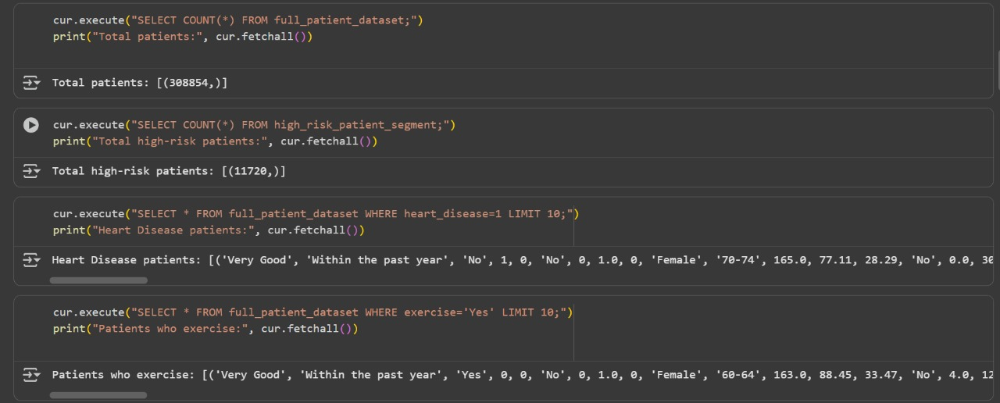 cur.execute("SELECT COUNT(*) FROM full_patient_dataset;")
print("Total patients:", cur.fetchall())
Total patients: [(308854,)]
cur.execute("SELECT COUNT(*) FROM high_risk_patient_segment;")
print("Total high-risk patients:", cur.fetchall())
Total high-risk patients: [(11720,)]
cur.execute("SELECT * FROM full_patient_dataset WHERE heart_disease=1 LIMIT 10;")
print("Heart Disease patients:", cur.fetchall())
Heart Disease patients: [('Very Good', 'Within the past year', 'No', 1, 0, 'No', 0, 1.0, 0, 'Female', '70-74', 165.0, 77.11, 28.29, 'No', 0.0, 30
cur.execute("SELECT * FROM full_patient_dataset WHERE exercise='Yes' LIMIT 10;")
print("Patients who exercise:", cur.fetchall())
Patients who exercise: [('Very Good', 'Within the past year', 'Yes', 0, 0, 'No', 0, 1.0, 0, 'Female', '60-64', 163.0, 88.45, 33.47, 'No', 4.0, 12